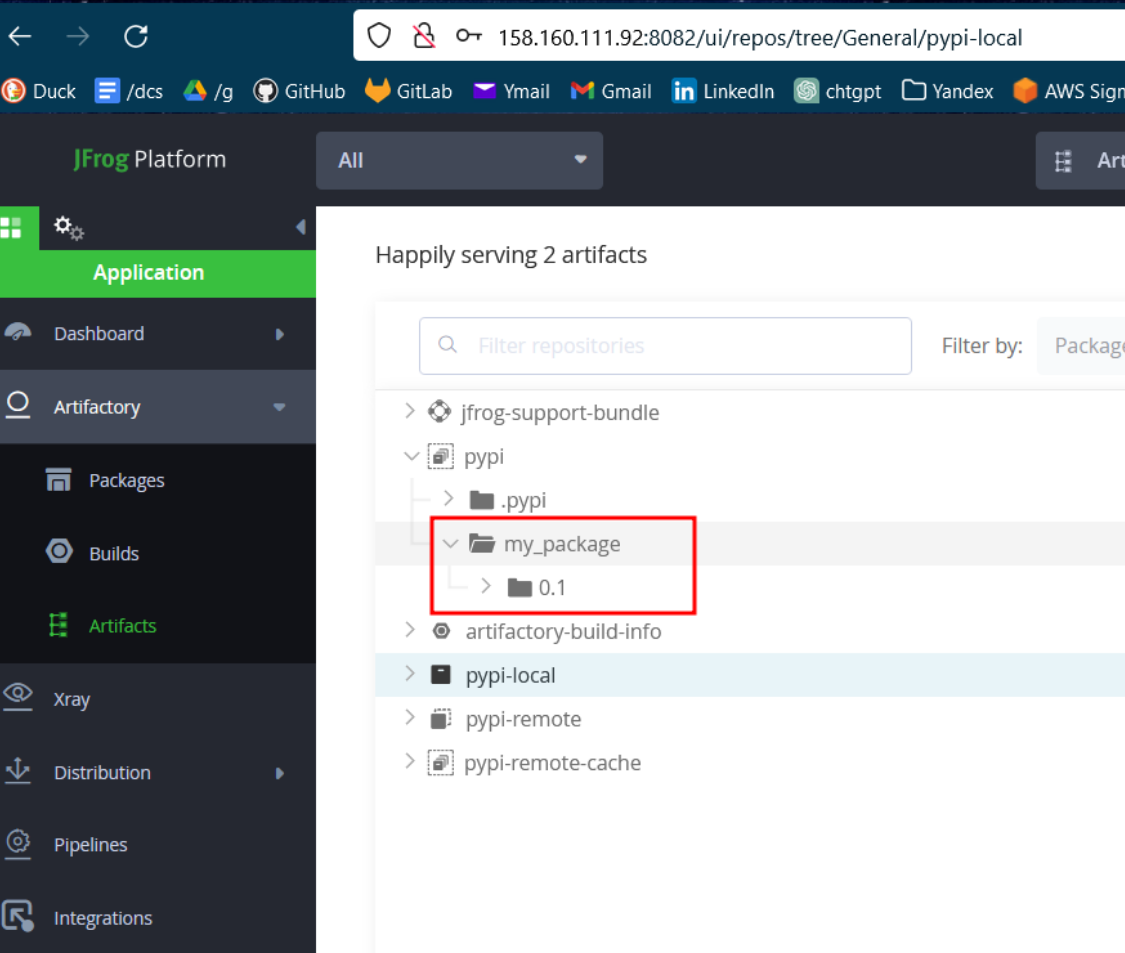 158.160.111.92:8082/ui/repos/tree/General/pypi-local
Duck /dcs /g GitHub GitLab Ymail Gmail LinkedIn chtgpt Yandex AWS Sign
JFrog Platform All Art
Application
Happily serving 2 artifacts
Dashboard
Filter repositories Filter by: Package
Artifactory
jfrog-support-bundle
pypi
Packages
.pypi
my_package
Builds
0.1
Artifacts
artifactory-build-info
pypi-local
Xray
pypi-remote
pypi-remote-cache
Distribution
Pipelines
Integrations